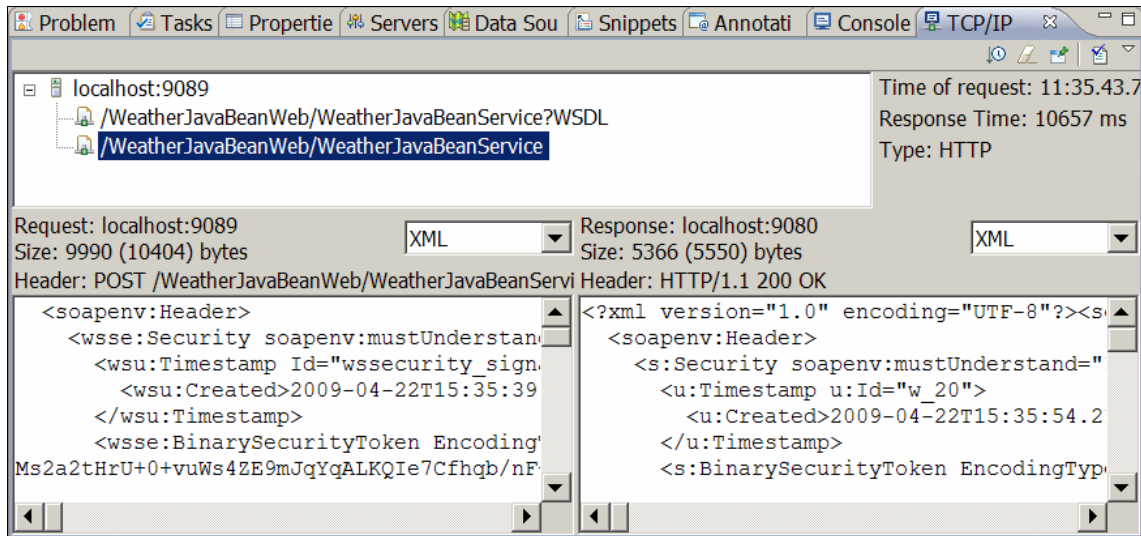 Problem Tasks Propertie Servers Data Sou Snippets Annotati Console TCP/IP
localhost:9089
/WeatherJavaBeanWeb/WeatherJavaBeanService?WSDL
/WeatherJavaBeanWeb/WeatherJavaBeanService
Time of request: 11:35.43.7
Response Time: 10657 ms
Type: HTTP
Request: localhost:9089
Size: 9990 (10404) bytes
XML
Header: POST /WeatherJavaBeanWeb/WeatherJavaBeanServi
Response: localhost:9080
Size: 5366 (5550) bytes
XML
Header: HTTP/1.1 200 OK
<soapenv:Header>
<wsse:Security soapenv:mustUnderstan
<wsu:Timestamp Id="wssecurity_sign
<wsu:Created>2009-04-22T15:35:39
</wsu:Timestamp>
<wsse:BinarySecurityToken Encoding
Ms2a2tHrU+0+vuWs4ZE9mJqYqALKQIe7Cfhqb/nF
<?xml version="1.0" encoding="UTF-8"?><s
<soapenv:Header>
<s:Security soapenv:mustUnderstand="
<u:Timestamp u:Id="w_20">
<u:Created>2009-04-22T15:35:54.2
</u:Timestamp>
<s:BinarySecurityToken EncodingType